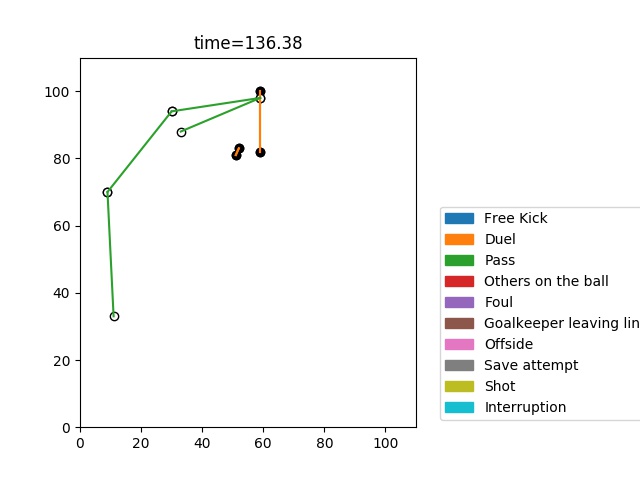 time=136.38
100
80
60
40
20
0
0 20 40 60 80 100
Free Kick
Duel
Pass
Others on the ball
Foul
Goalkeeper leaving lin
Offside
Save attempt
Shot
Interruption